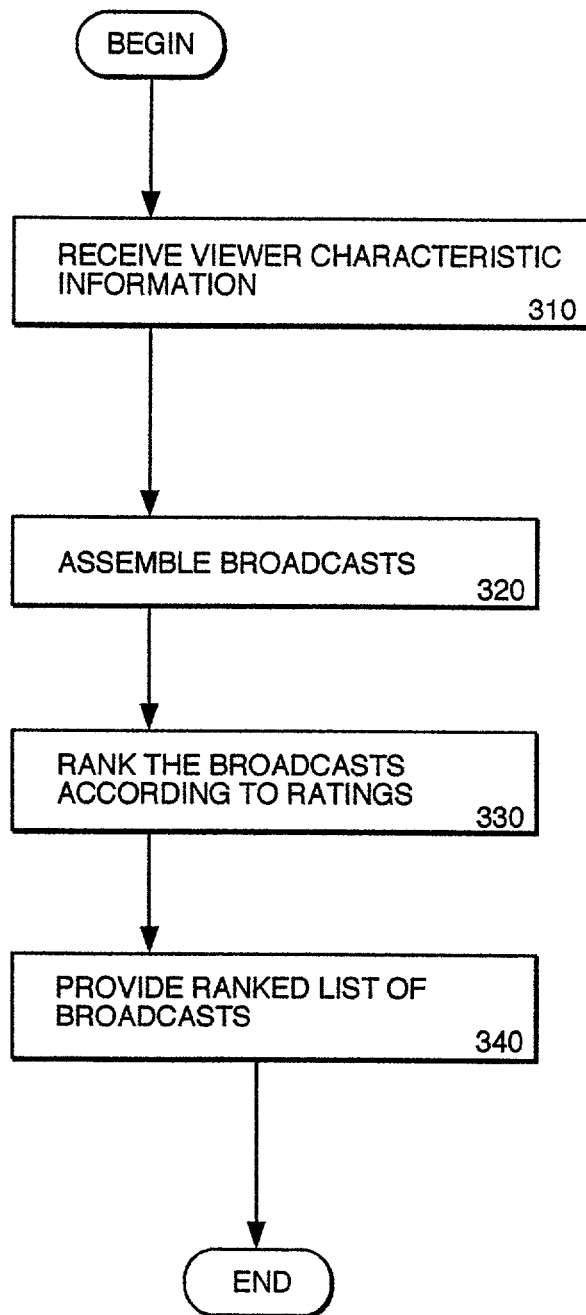 BEGIN
RECEIVE VIEWER CHARACTERISTIC
INFORMATION
310
ASSEMBLE BROADCASTS
320
RANK THE BROADCASTS
ACCORDING TO RATINGS
330
PROVIDE RANKED LIST OF
BROADCASTS
340
END